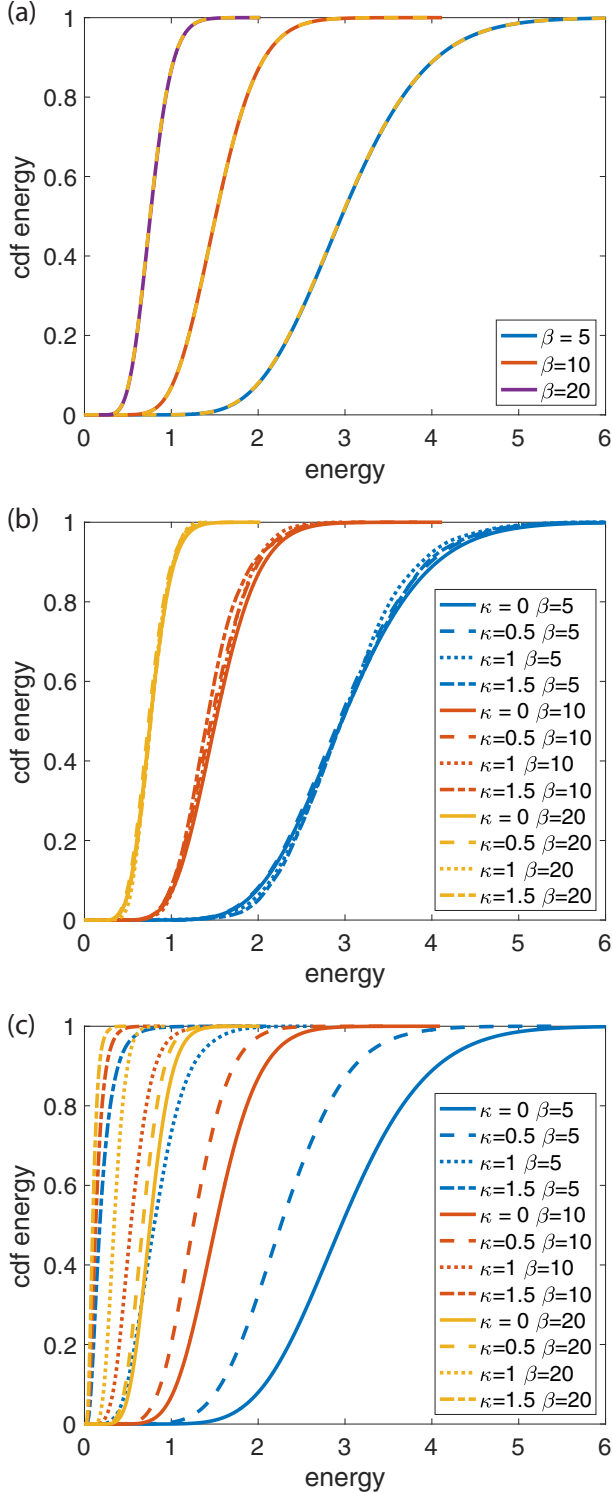 (a)
1
0.8
0.6
0.4
0.2
0
cdf energy
0 1 2 3 4 5 6
energy
β = 5
β=10
β=20
(b)
1
0.8
0.6
0.4
0.2
0
cdf energy
0 1 2 3 4 5 6
energy
κ = 0 β=5
κ=0.5 β=5
κ=1 β=5
κ=1.5 β=5
κ = 0 β=10
κ=0.5 β=10
κ=1 β=10
κ=1.5 β=10
κ = 0 β=20
κ=0.5 β=20
κ=1 β=20
κ=1.5 β=20
(c)
1
0.8
0.6
0.4
0.2
0
cdf energy
0 1 2 3 4 5 6
energy
κ = 0 β=5
κ=0.5 β=5
κ=1 β=5
κ=1.5 β=5
κ = 0 β=10
κ=0.5 β=10
κ=1 β=10
κ=1.5 β=10
κ = 0 β=20
κ=0.5 β=20
κ=1 β=20
κ=1.5 β=20